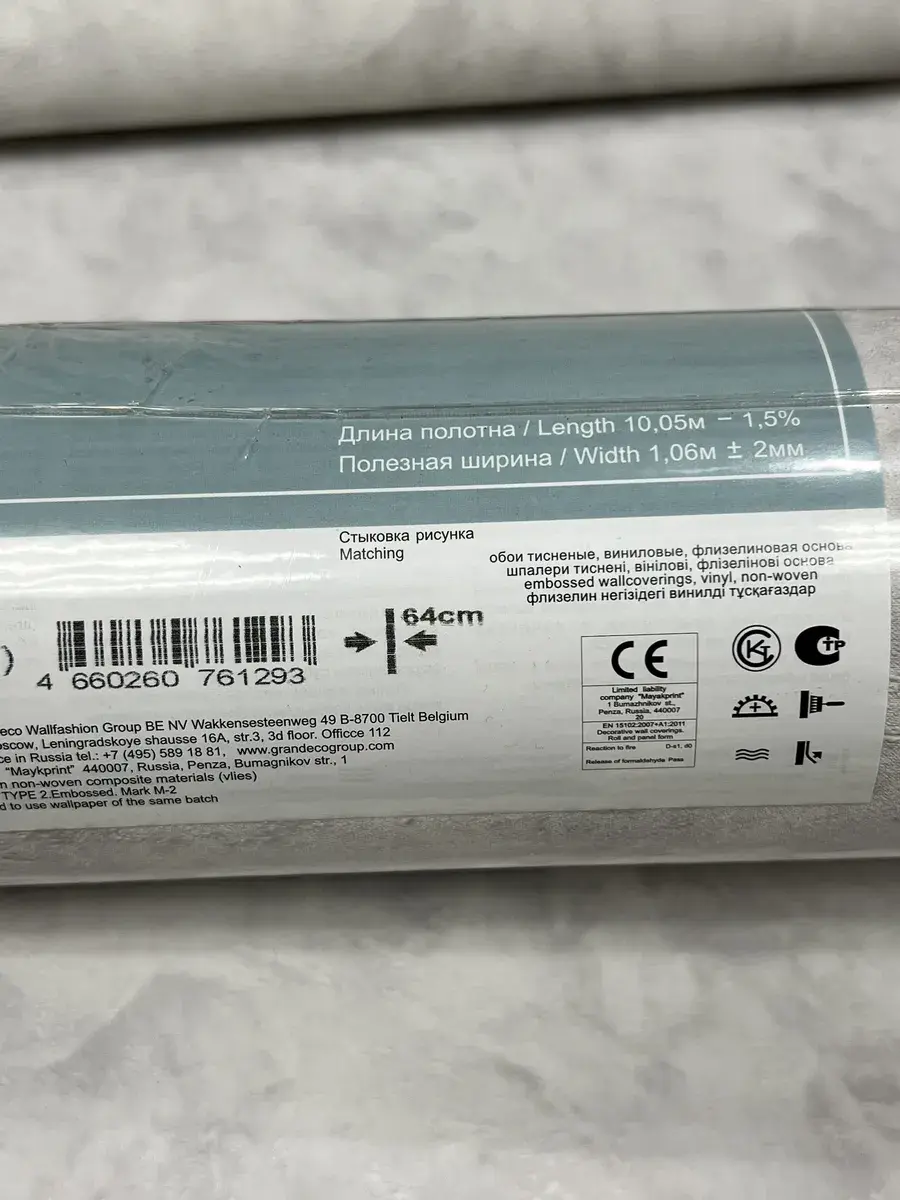 Длина полотна / Length 10,05м – 1,5%
Полезная ширина / Width 1,06м ± 2мм
Стыковка рисунка
Matching
обои тисненые, виниловые, флизелиновая основа
шпалери тиснені, вінілові, флізелінові основа
embossed wallcoverings, vinyl, non-woven
флизелин негізідегі винилді тұсқағаздар
64cm
)
4 660260 761293
CE
Limited liability
company "Mayakprint"
1 Bumazhnikov st.,
Penza, Russia, 440007
20
EN 15102:2007+A1:2011
Decorative wall coverings.
Roll and panel form
Reaction to fire D-s1, d0
Release of formaldehyde Pass
ТР
eco Wallfashion Group BE NV Wakkensesteenweg 49 B-8700 Tielt Belgium
oscow, Leningradskoye shausse 16A, str.3, 3d floor. Officce 112
ce in Russia tel.: +7 (495) 589 18 81, www.grandecogroup.com
"Maykprint" 440007, Russia, Penza, Bumagnikov str., 1
n non-woven composite materials (vlies)
TYPE 2.Embossed. Mark M-2
d to use wallpaper of the same batch